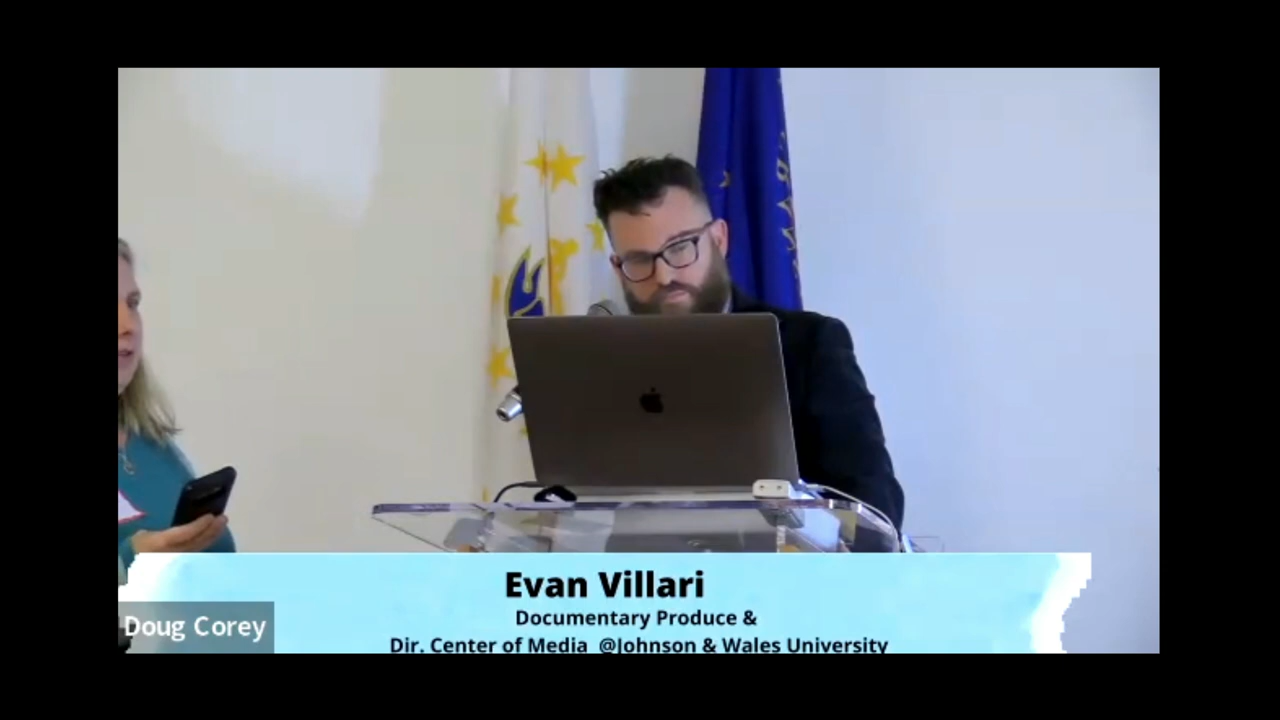 Evan Villari
Documentary Produce &
Doug Corey
Dir. Center of Media @Johnson & Wales University